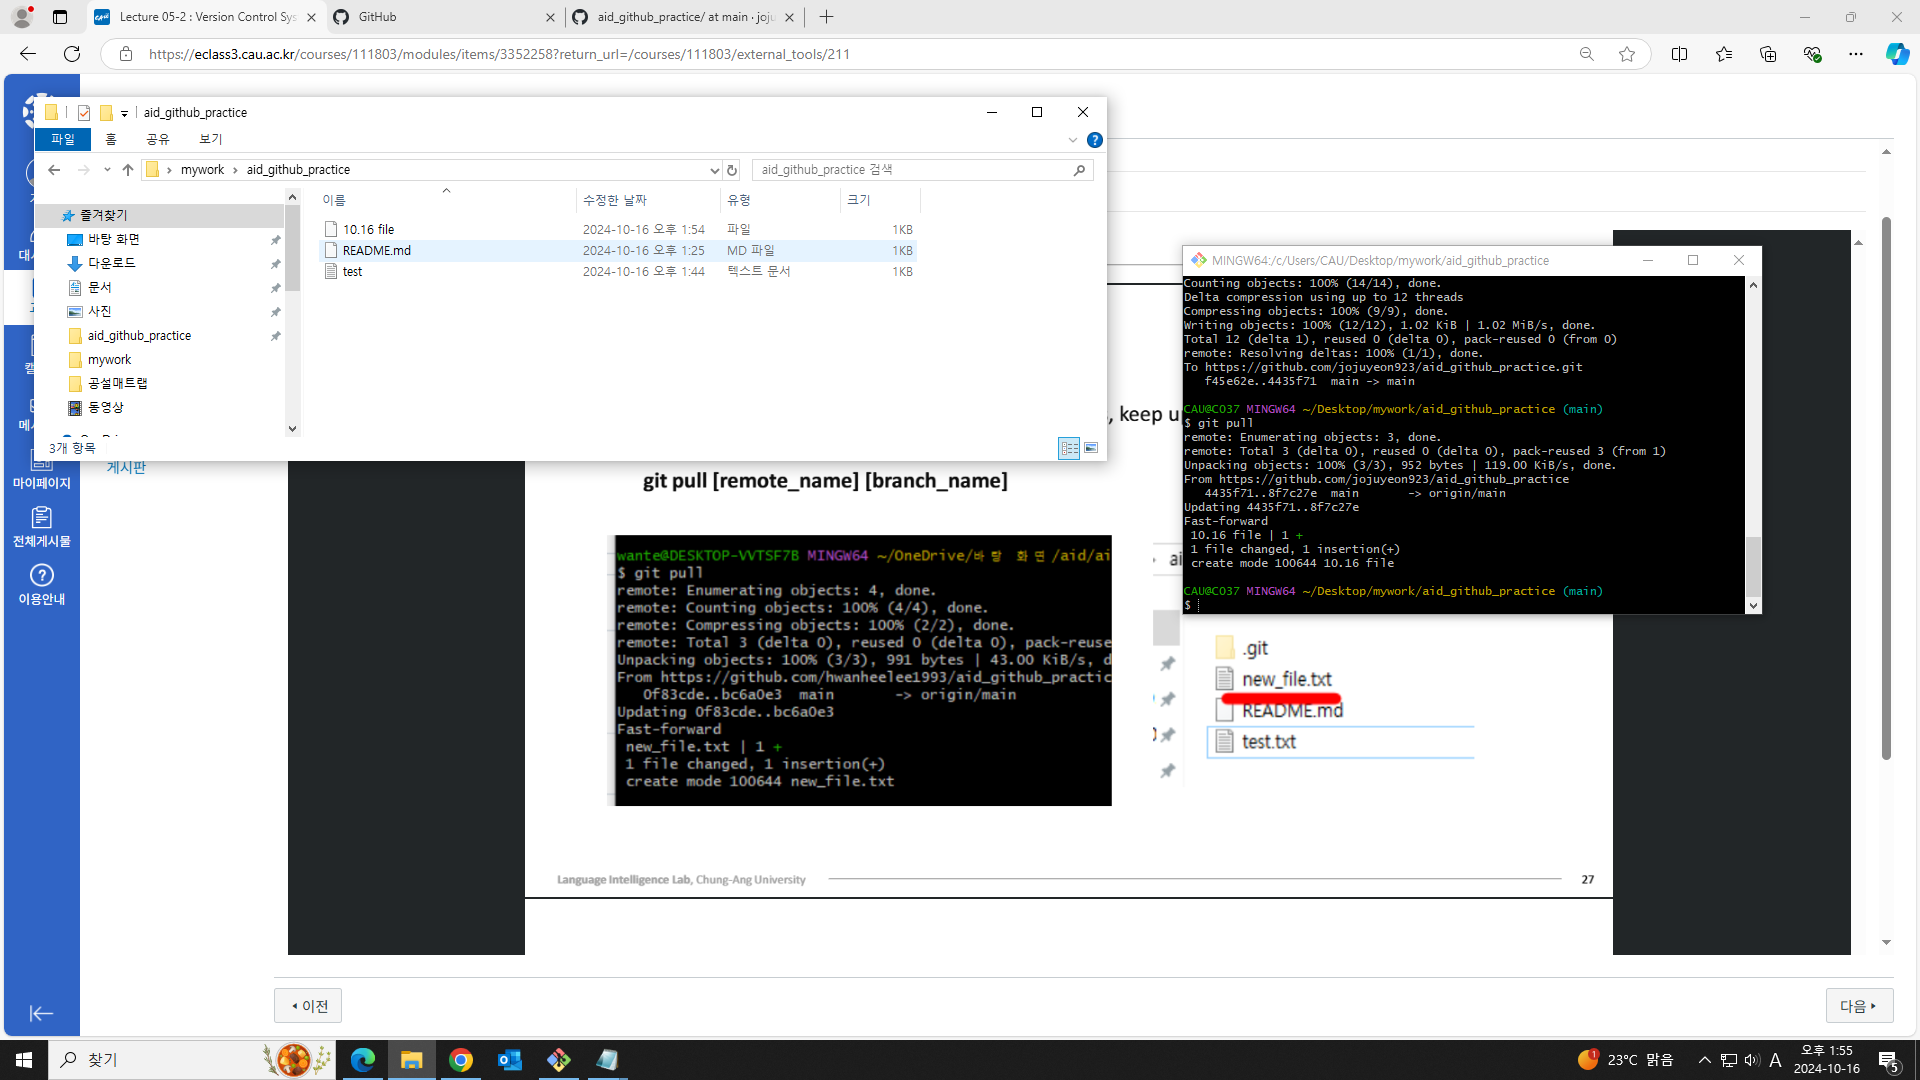 Lecture 05-2 : Version Control Sys
GitHub
aid_github_practice/ at main · joju
https://eclass3.cau.ac.kr/courses/111803/modules/items/3352258?return_url=/courses/111803/external_tools/211
aid_github_practice
파일
홈
공유
보기
mywork
aid_github_practice
aid_github_practice 검색
이름
수정한 날짜
유형
크기
10.16 file
2024-10-16 오후 1:54
파일
1KB
README.md
2024-10-16 오후 1:25
MD 파일
1KB
test
2024-10-16 오후 1:44
텍스트 문서
1KB
즐겨찾기
바탕 화면
다운로드
문서
사진
aid_github_practice
mywork
공설매트랩
동영상
3개 항목
게시판
마이페이지
전체게시물
이용안내
, keep u
git pull [remote_name] [branch_name]
wante@DESKTOP-VVTSF7B MINGW64 ~/OneDrive/바탕 화면/aid/ai
$ git pull
remote: Enumerating objects: 4, done.
remote: Counting objects: 100% (4/4), done.
remote: Compressing objects: 100% (2/2), done.
remote: Total 3 (delta 0), reused 0 (delta 0), pack-reuse
Unpacking objects: 100% (3/3), 991 bytes | 43.00 KiB/s, d
From https://github.com/hwanheelee1993/aid_github_practic
0f83cde..bc6a0e3  main       -> origin/main
Updating 0f83cde..bc6a0e3
Fast-forward
new_file.txt | 1 +
1 file changed, 1 insertion(+)
create mode 100644 new_file.txt
MINGW64:/c/Users/CAU/Desktop/mywork/aid_github_practice
Counting objects: 100% (14/14), done.
Delta compression using up to 12 threads
Compressing objects: 100% (9/9), done.
Writing objects: 100% (12/12), 1.02 KiB | 1.02 MiB/s, done.
Total 12 (delta 1), reused 0 (delta 0), pack-reused 0 (from 0)
remote: Resolving deltas: 100% (1/1), done.
To https://github.com/jojuyeon923/aid_github_practice.git
f45e62e..4435f71  main -> main
CAU@CO37 MINGW64 ~/Desktop/mywork/aid_github_practice (main)
$ git pull
remote: Enumerating objects: 3, done.
remote: Total 3 (delta 0), reused 0 (delta 0), pack-reused 3 (from 1)
Unpacking objects: 100% (3/3), 952 bytes | 119.00 KiB/s, done.
From https://github.com/jojuyeon923/aid_github_practice
4435f71..8f7c27e  main       -> origin/main
Updating 4435f71..8f7c27e
Fast-forward
10.16 file | 1 +
1 file changed, 1 insertion(+)
create mode 100644 10.16 file
CAU@CO37 MINGW64 ~/Desktop/mywork/aid_github_practice (main)
$
ai
.git
new_file.txt
README.md
test.txt
Language Intelligence Lab, Chung-Ang University
27
이전
다음
찾기
23°C 맑음
A
오후 1:55
2024-10-16
5